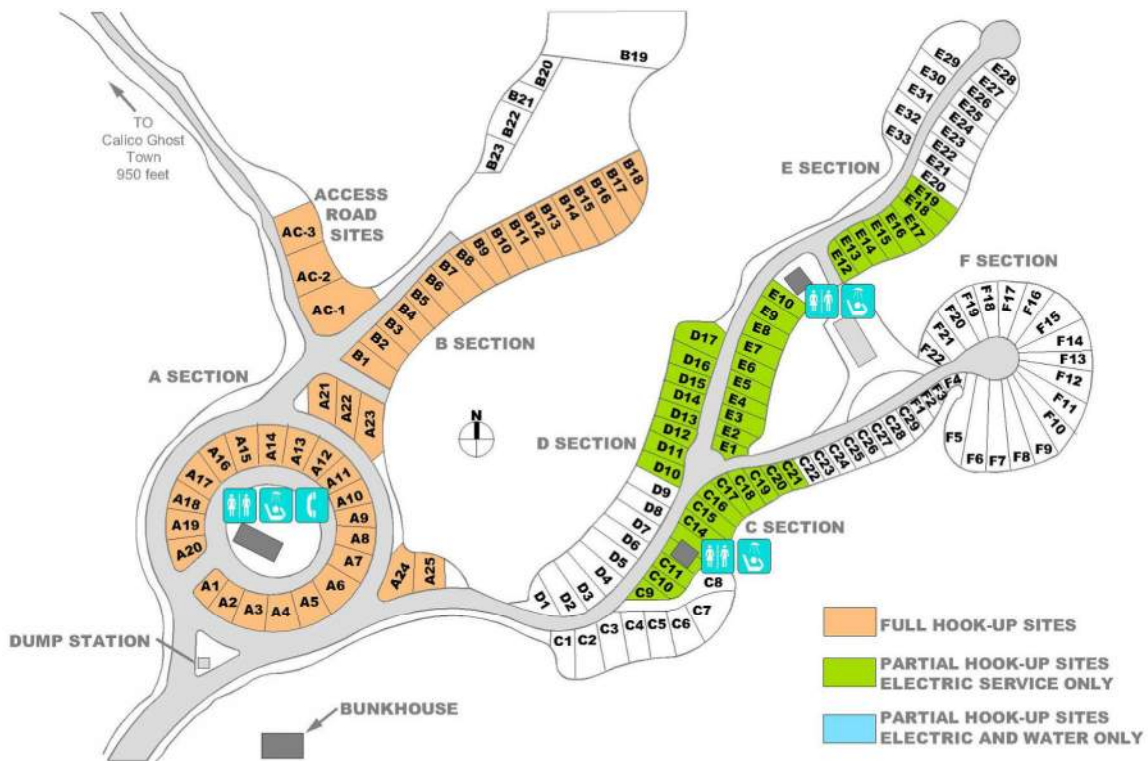 TO
Calico Ghost
Town
950 feet
ACCESS
ROAD
SITES
AC-3
AC-2
AC-1
B19
B20
B21
B22
B23
B18
B17
B16
B15
B14
B13
B12
B11
B10
B9
B8
B7
B6
B5
B4
B3
B2
B1
B SECTION
A SECTION
A21
A22
A23
A14
A13
A12
A11
A10
A9
A8
A7
A6
A5
A4
A3
A2
A1
A20
A19
A18
A17
A16
A15
A24
A25
N
DUMP STATION
BUNKHOUSE
E SECTION
E29
E30
E31
E32
E33
E28
E27
E26
E25
E24
E23
E22
E21
E20
E19
E18
E17
E16
E15
E14
E13
E12
E10
E9
E8
E7
E6
E5
E4
E3
E2
E1
F SECTION
F22
F21
F20
F19
F18
F17
F16
F15
F14
F13
F12
F11
F10
F9
F8
F7
F6
F5
F4
F3
F2
F1
D SECTION
D17
D16
D15
D14
D13
D12
D11
D10
D9
D8
D7
D6
D5
D4
D3
D2
D1
C SECTION
C29
C28
C27
C26
C25
C24
C23
C22
C21
C20
C19
C18
C17
C16
C15
C14
C11
C10
C9
C8
C7
C6
C5
C4
C3
C2
C1
FULL HOOK-UP SITES
PARTIAL HOOK-UP SITES
ELECTRIC SERVICE ONLY
PARTIAL HOOK-UP SITES
ELECTRIC AND WATER ONLY